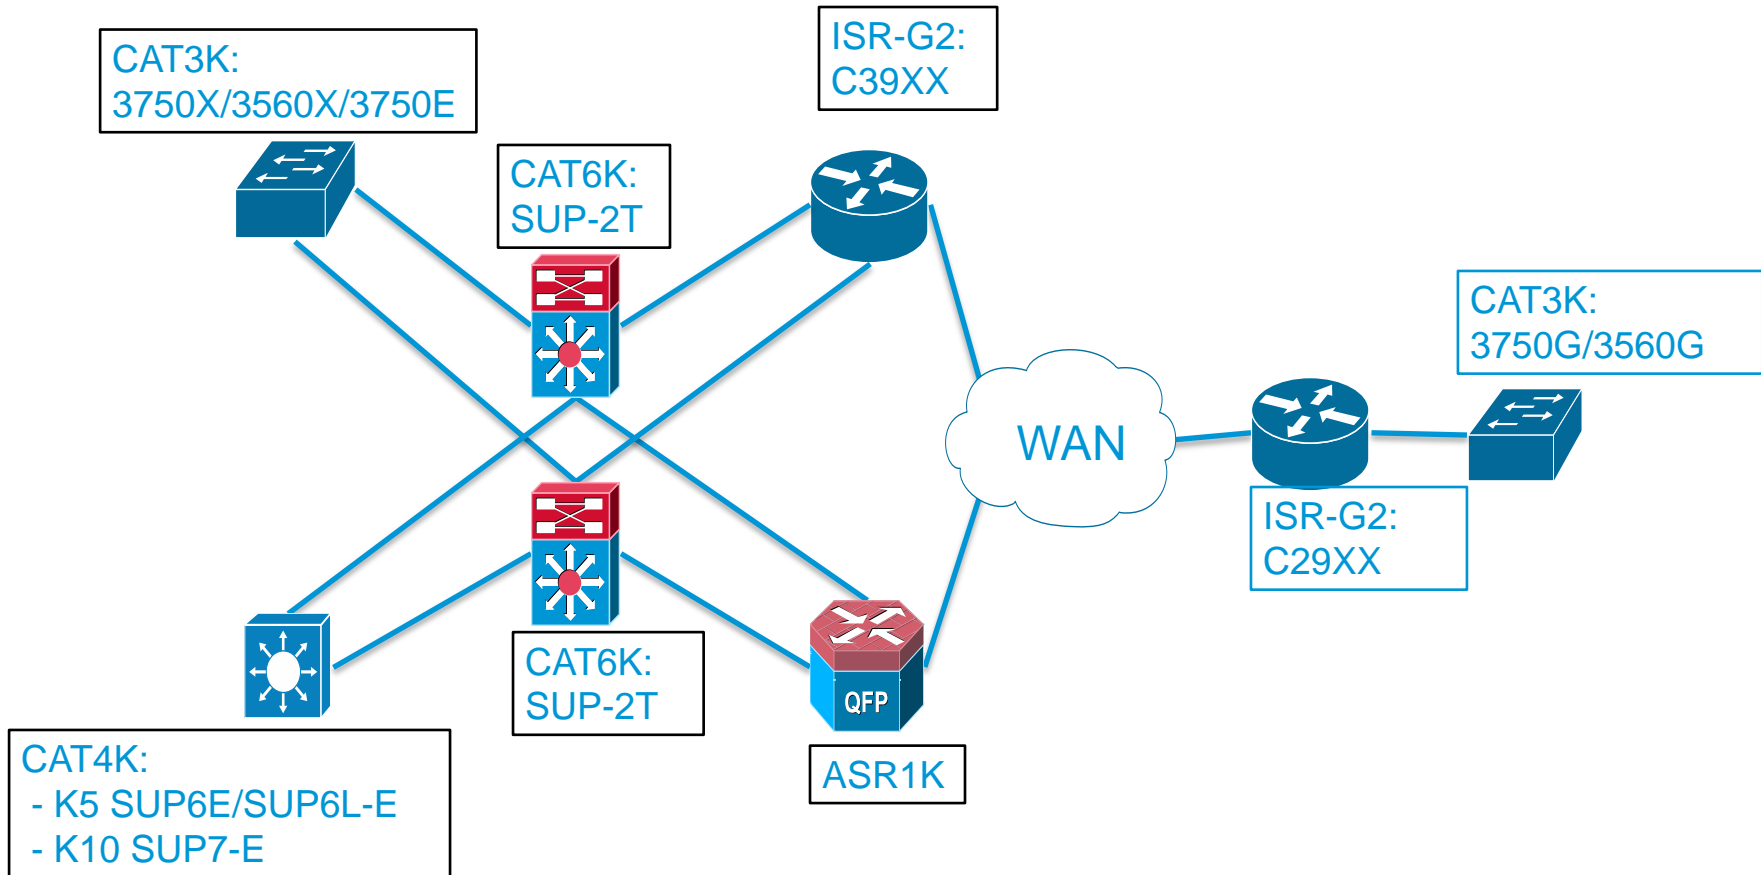 CAT3K:
3750X/3560X/3750E
ISR-G2:
C39XX
CAT6K:
SUP-2T
CAT3K:
3750G/3560G
WAN
ISR-G2:
C29XX
CAT6K:
SUP-2T
QFP
ASR1K
CAT4K:
- K5 SUP6E/SUP6L-E
- K10 SUP7-E